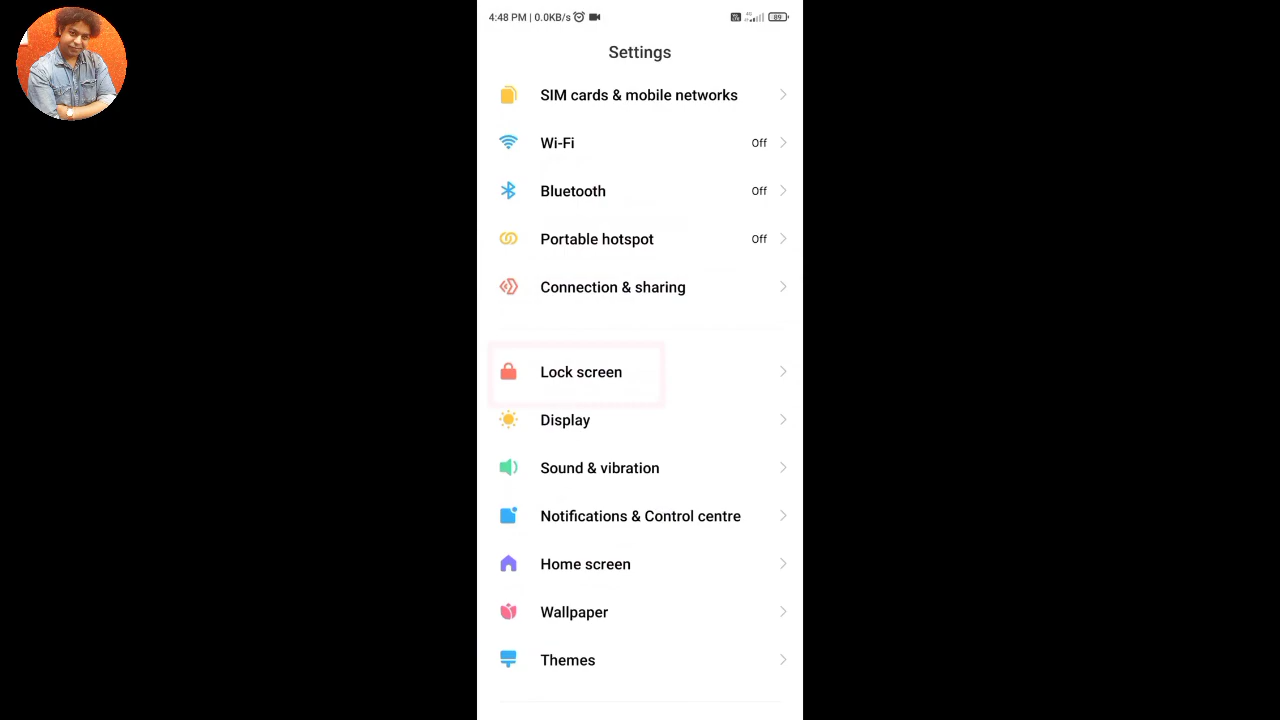 4:48 PM | 0.0KB/s 89
Settings
SIM cards & mobile networks
Wi-Fi Off
Bluetooth Off
Portable hotspot Off
Connection & sharing
Lock screen
Display
Sound & vibration
Notifications & Control centre
Home screen
Wallpaper
Themes